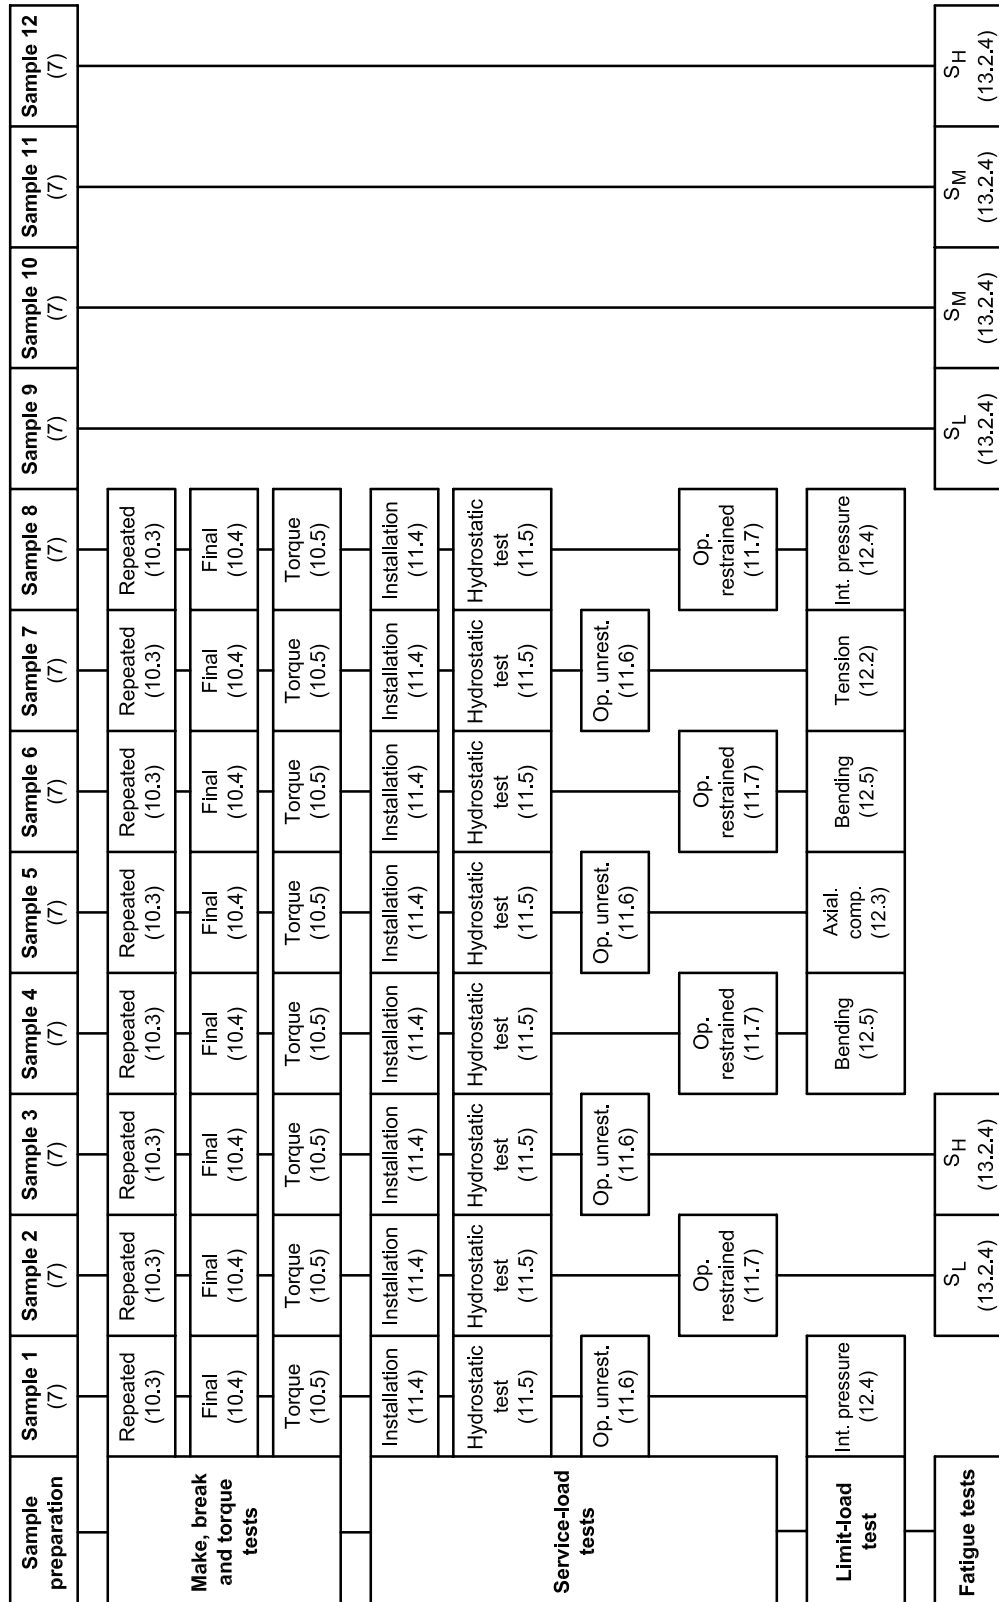 Sample
preparation
Sample 1
(7)
Sample 2
(7)
Sample 3
(7)
Sample 4
(7)
Sample 5
(7)
Sample 6
(7)
Sample 7
(7)
Sample 8
(7)
Sample 9
(7)
Sample 10
(7)
Sample 11
(7)
Sample 12
(7)
Make, break
and torque
tests
Repeated
(10.3)
Repeated
(10.3)
Repeated
(10.3)
Repeated
(10.3)
Repeated
(10.3)
Repeated
(10.3)
Repeated
(10.3)
Repeated
(10.3)
Final
(10.4)
Final
(10.4)
Final
(10.4)
Final
(10.4)
Final
(10.4)
Final
(10.4)
Final
(10.4)
Final
(10.4)
Torque
(10.5)
Torque
(10.5)
Torque
(10.5)
Torque
(10.5)
Torque
(10.5)
Torque
(10.5)
Torque
(10.5)
Torque
(10.5)
Service-load
tests
Installation
(11.4)
Installation
(11.4)
Installation
(11.4)
Installation
(11.4)
Installation
(11.4)
Installation
(11.4)
Installation
(11.4)
Installation
(11.4)
Hydrostatic
test
(11.5)
Hydrostatic
test
(11.5)
Hydrostatic
test
(11.5)
Hydrostatic
test
(11.5)
Hydrostatic
test
(11.5)
Hydrostatic
test
(11.5)
Hydrostatic
test
(11.5)
Hydrostatic
test
(11.5)
Op. unrest.
(11.6)
Op. unrest.
(11.6)
Op. unrest.
(11.6)
Op. unrest.
(11.6)
Op.
restrained
(11.7)
Op.
restrained
(11.7)
Op.
restrained
(11.7)
Op.
restrained
(11.7)
Limit-load
test
Int. pressure
(12.4)
Bending
(12.5)
Axial.
comp.
(12.3)
Bending
(12.5)
Tension
(12.2)
Int. pressure
(12.4)
Fatigue tests
SL
(13.2.4)
SH
(13.2.4)
SL
(13.2.4)
SM
(13.2.4)
SM
(13.2.4)
SH
(13.2.4)